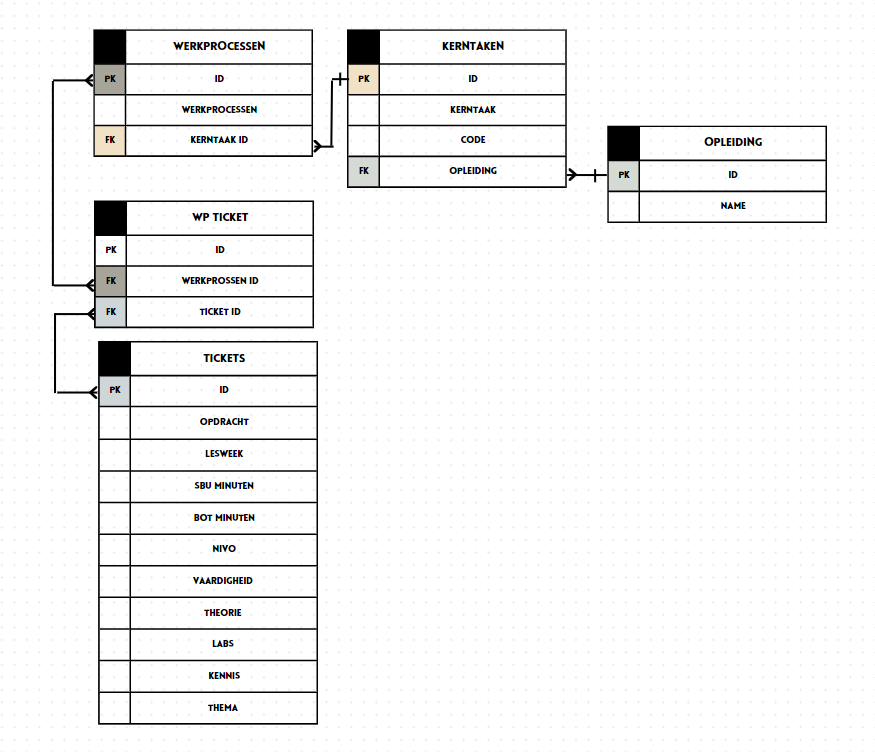 WERKPROCESSEN
PK ID
WERKPROCESSEN
FK KERNTAAK ID
KERNTAKEN
PK ID
KERNTAAK
CODE
FK OPLEIDING
OPLEIDING
PK ID
NAME
WP TICKET
PK ID
FK WERKPROSSEN ID
FK TICKET ID
TICKETS
PK ID
OPDRACHT
LESWEEK
SBU MINUTEN
BOT MINUTEN
NIVO
VAARDIGHEID
THEORIE
LABS
KENNIS
THEMA